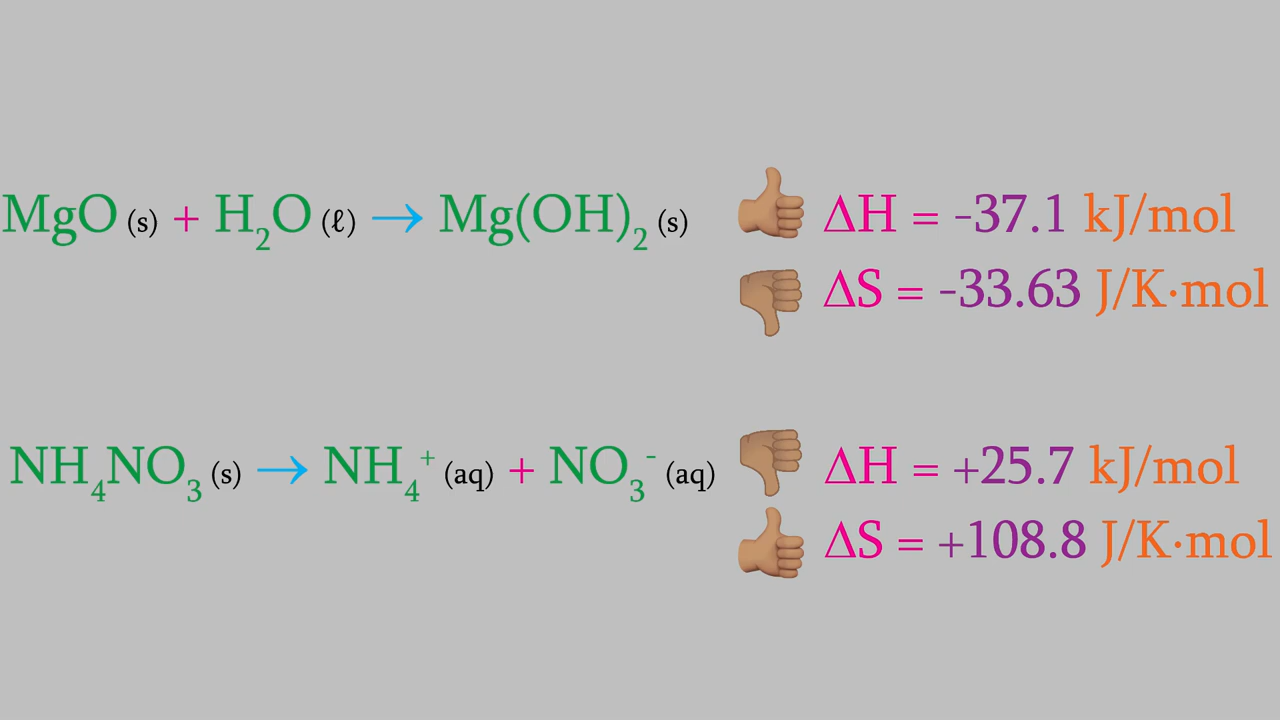 MgO (s) + H₂O (ℓ) → Mg(OH)₂ (s) 👍🏽 ΔH = -37.1 kJ/mol
👎🏽 ΔS = -33.63 J/K·mol
NH₄NO₃ (s) → NH₄⁺ (aq) + NO₃⁻ (aq) 👎🏽 ΔH = +25.7 kJ/mol
👍🏽 ΔS = +108.8 J/K·mol